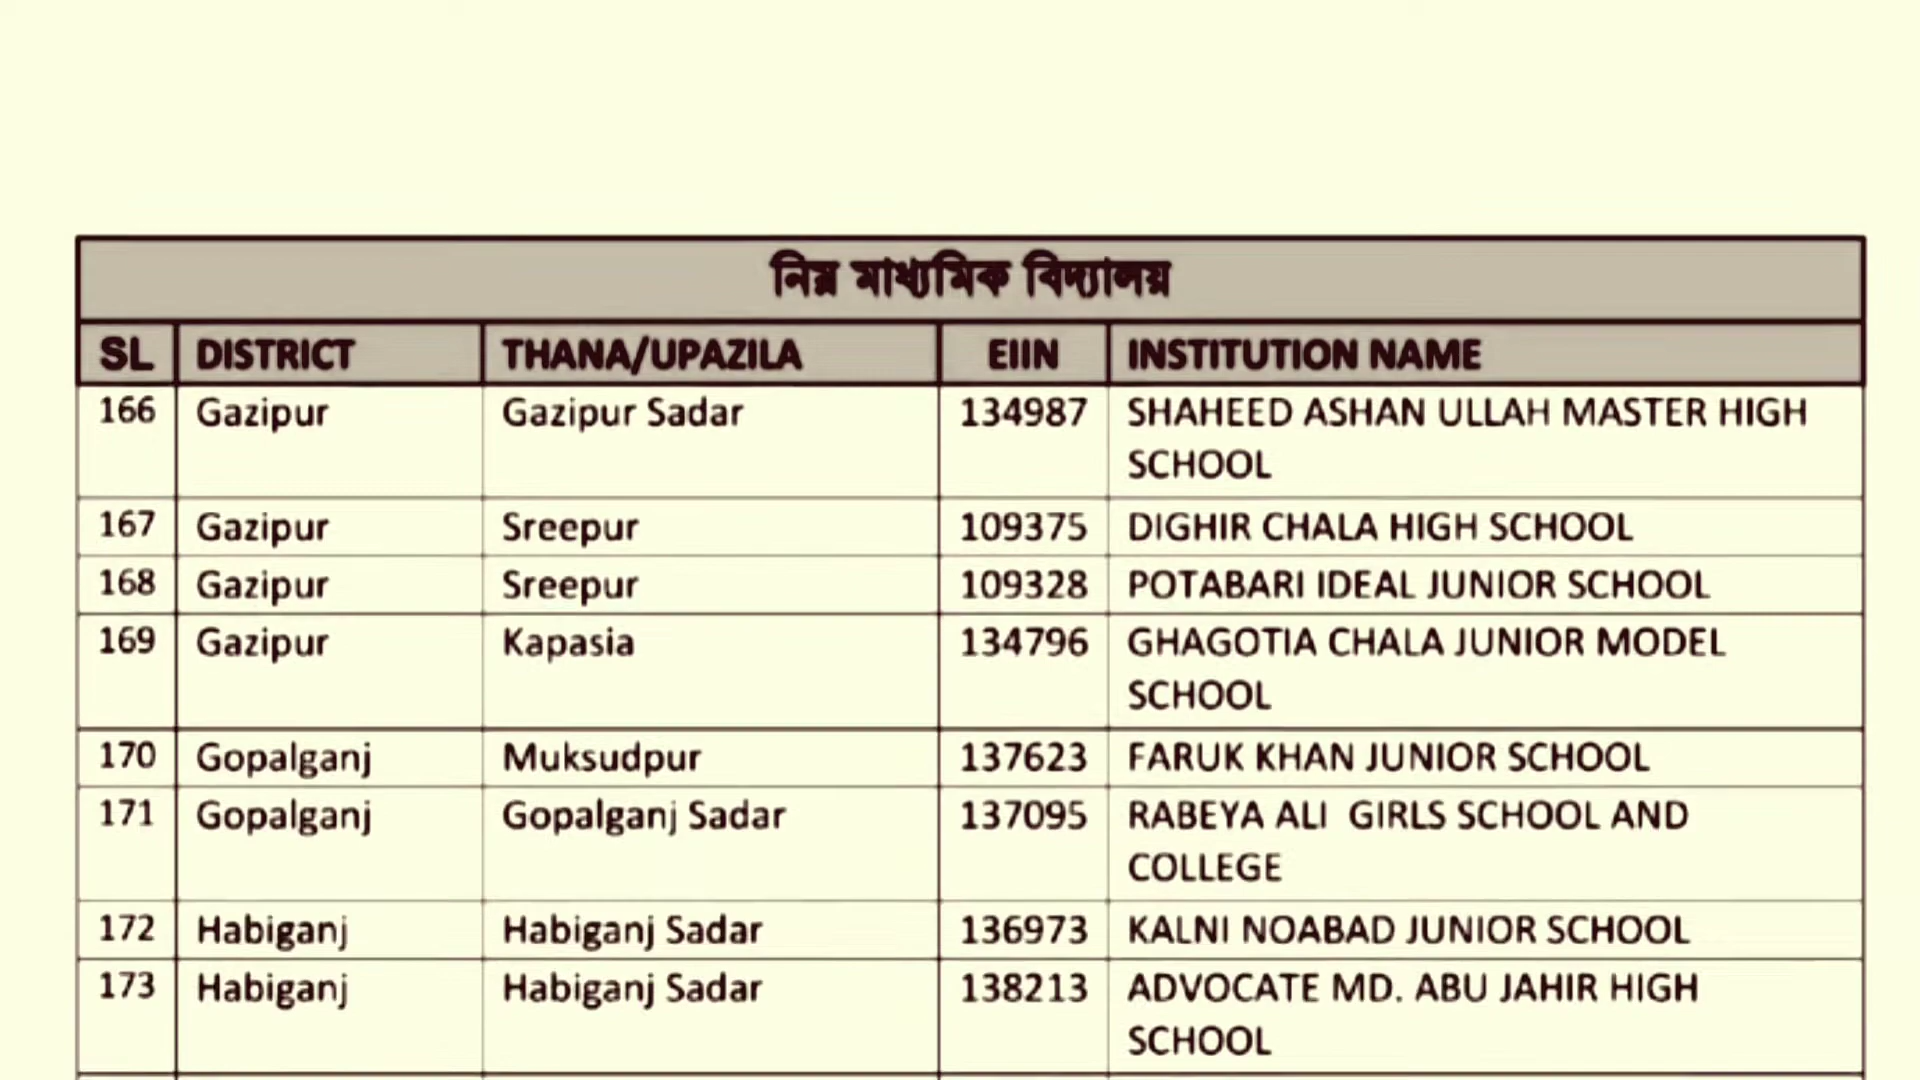 নিম্ন মাধ্যমিক বিদ্যালয়
SL DISTRICT THANA/UPAZILA EIIN INSTITUTION NAME
166 Gazipur Gazipur Sadar 134987 SHAHEED ASHAN ULLAH MASTER HIGH
SCHOOL
167 Gazipur Sreepur 109375 DIGHIR CHALA HIGH SCHOOL
168 Gazipur Sreepur 109328 POTABARI IDEAL JUNIOR SCHOOL
169 Gazipur Kapasia 134796 GHAGOTIA CHALA JUNIOR MODEL
SCHOOL
170 Gopalganj Muksudpur 137623 FARUK KHAN JUNIOR SCHOOL
171 Gopalganj Gopalganj Sadar 137095 RABEYA ALI GIRLS SCHOOL AND
COLLEGE
172 Habiganj Habiganj Sadar 136973 KALNI NOABAD JUNIOR SCHOOL
173 Habiganj Habiganj Sadar 138213 ADVOCATE MD. ABU JAHIR HIGH
SCHOOL